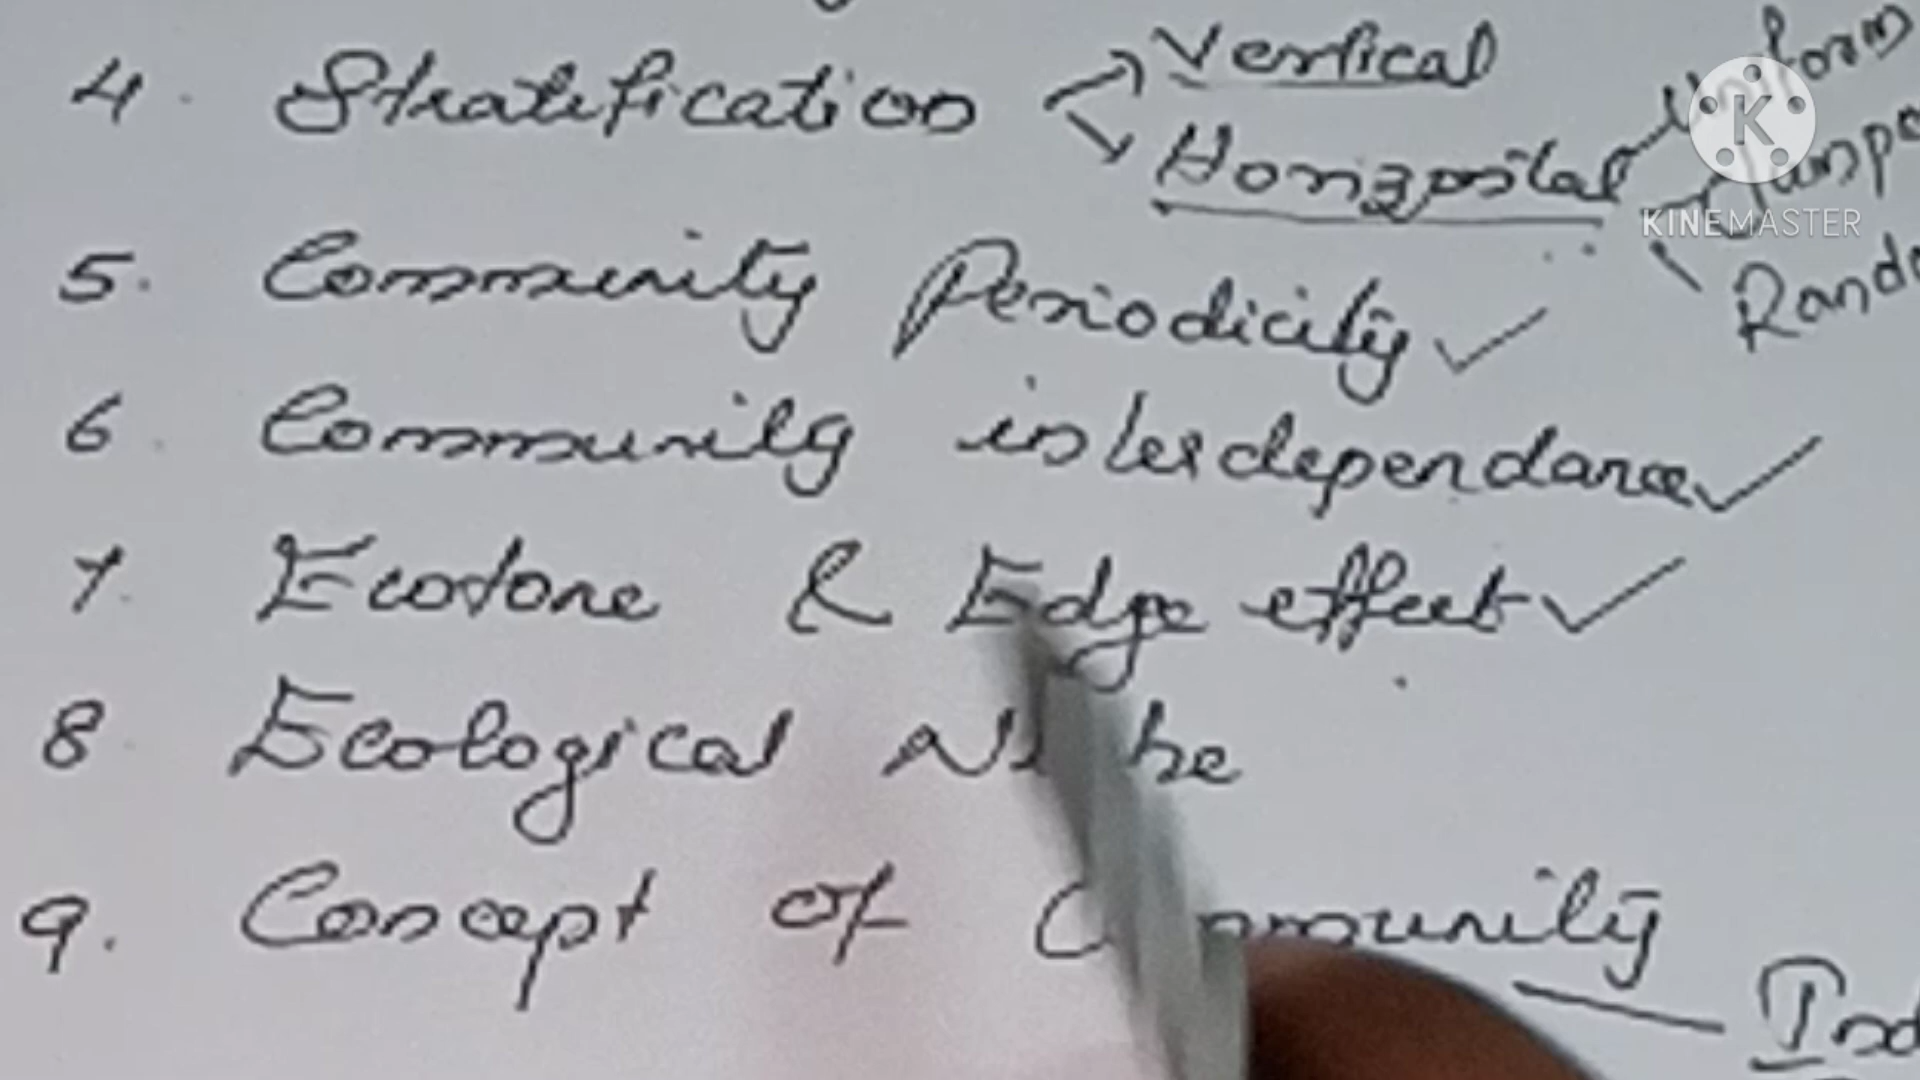 4. Stratification Vertical
Horizontal
5. Community Periodicity ✓
6. Community interdependance ✓
7. Ecotone & Edge effect ✓
8 Ecological
9. Concept of
KINEMASTER